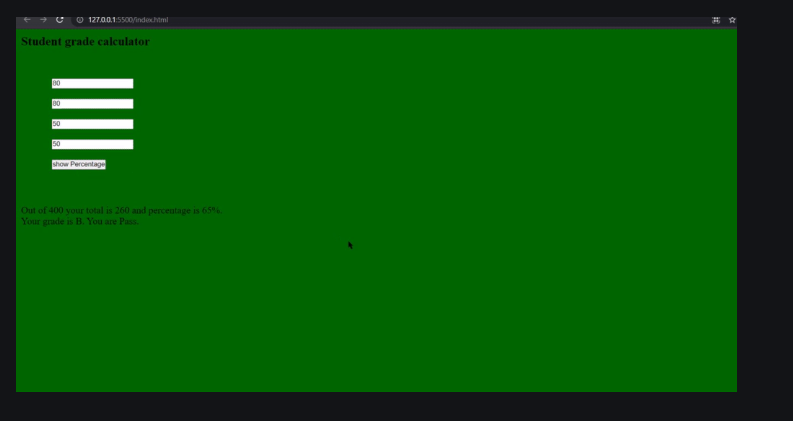 127.0.0.1:5500/index.html
Student grade calculator
80
80
50
50
show Percentage
Out of 400 your total is 260 and percentage is 65%.
Your grade is B. You are Pass.